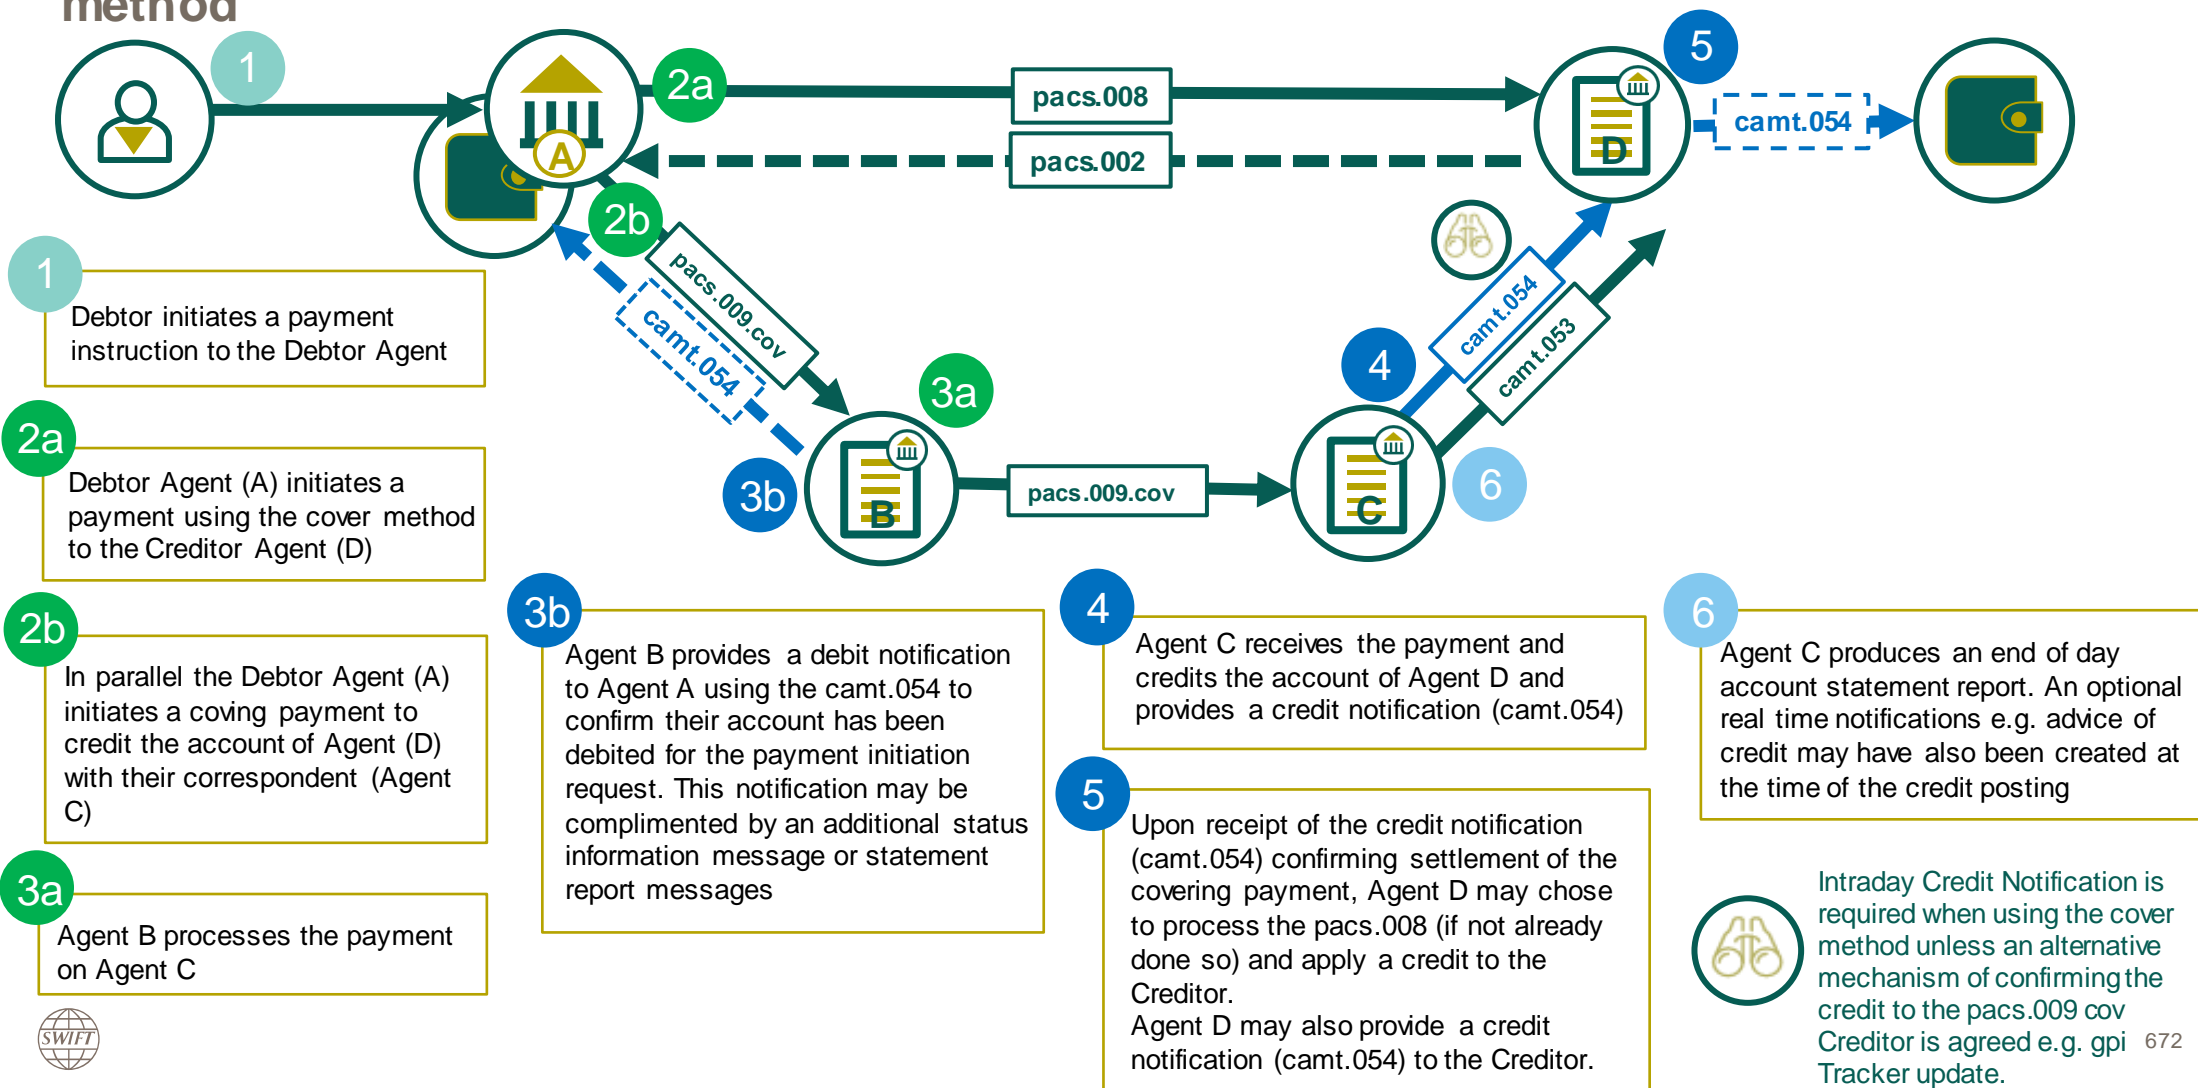 method
1
2a
pacs.008
pacs.002
5
camt.054
A
D
2b
pacs.009.cov
camt.054
camt.054
camt.053
4
3a
3b
B
pacs.009.cov
C
6
1
Debtor initiates a payment
instruction to the Debtor Agent
2a
Debtor Agent (A) initiates a
payment using the cover method
to the Creditor Agent (D)
2b
In parallel the Debtor Agent (A)
initiates a coving payment to
credit the account of Agent (D)
with their correspondent (Agent
C)
3a
Agent B processes the payment
on Agent C
3b
Agent B provides a debit notification
to Agent A using the camt.054 to
confirm their account has been
debited for the payment initiation
request. This notification may be
complimented by an additional status
information message or statement
report messages
4
Agent C receives the payment and
credits the account of Agent D and
provides a credit notification (camt.054)
5
Upon receipt of the credit notification
(camt.054) confirming settlement of the
covering payment, Agent D may chose
to process the pacs.008 (if not already
done so) and apply a credit to the
Creditor.
Agent D may also provide a credit
notification (camt.054) to the Creditor.
6
Agent C produces an end of day
account statement report. An optional
real time notifications e.g. advice of
credit may have also been created at
the time of the credit posting
Intraday Credit Notification is
required when using the cover
method unless an alternative
mechanism of confirming the
credit to the pacs.009 cov
Creditor is agreed e.g. gpi
Tracker update.
672
SWIFT